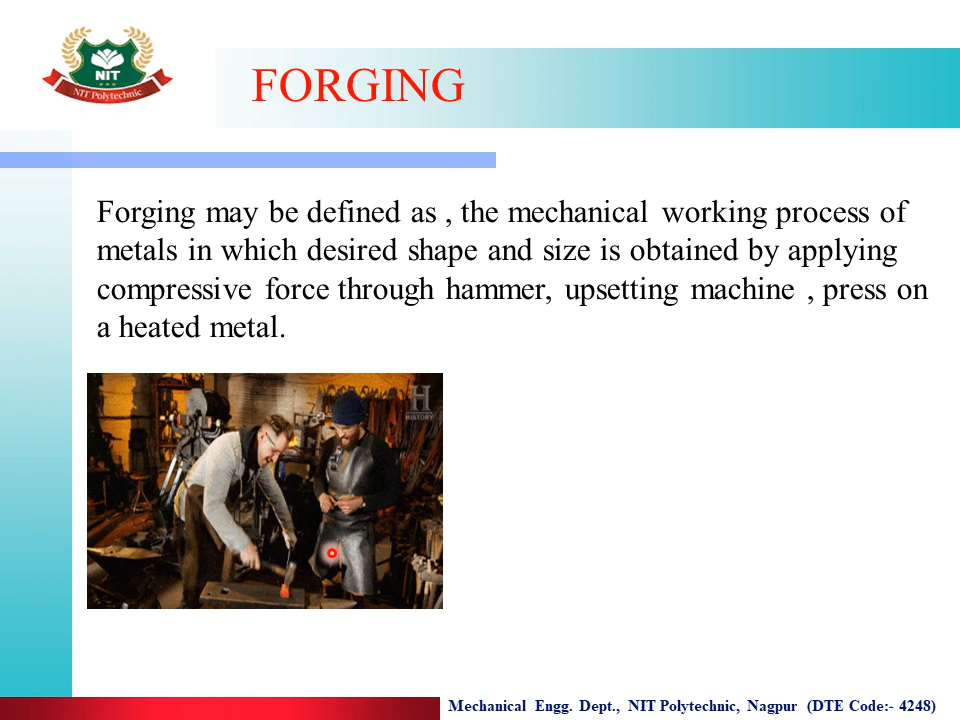 NIT
NIT Polytechnic
FORGING
Forging may be defined as , the mechanical working process of
metals in which desired shape and size is obtained by applying
compressive force through hammer, upsetting machine , press on
a heated metal.
H
HISTORY
Mechanical Engg. Dept., NIT Polytechnic, Nagpur (DTE Code:- 4248)